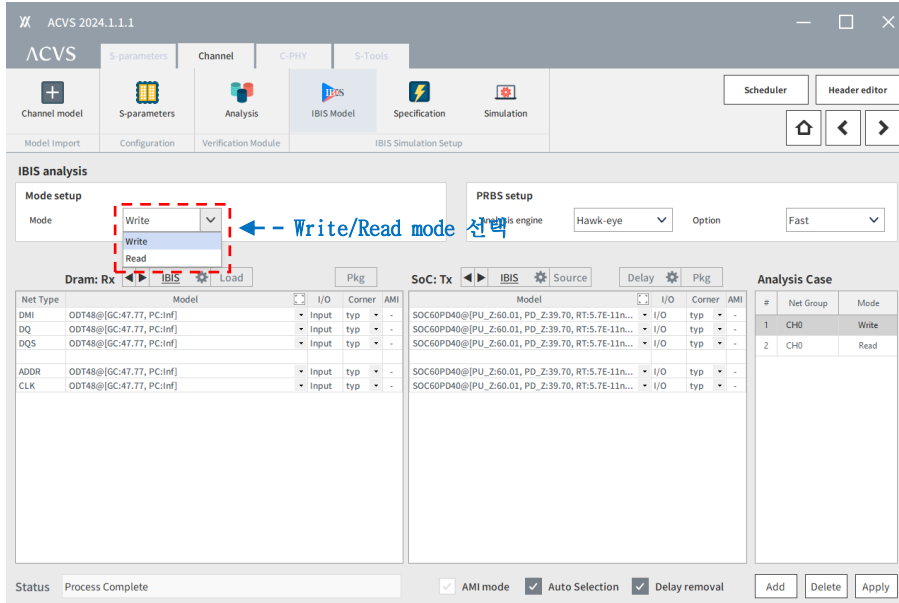 ACVS 2024.1.1.1
ACVS S-parameters Channel C-PHY S-Tools
Channel model S-parameters Analysis IBIS Model Specification Simulation
Scheduler Header editor
Model Import Configuration Verification Module IBIS Simulation Setup
IBIS analysis
Mode setup
Mode Write
Write
Read
Write/Read mode 선택
PRBS setup
Analysis engine Hawk-eye Option Fast
Dram: Rx IBIS Load Pkg
Net Type Model I/O Corner AMI
DMI ODT48@[GC:47.77, PC:Inf] Input typ -
DQ ODT48@[GC:47.77, PC:Inf] Input typ -
DQS ODT48@[GC:47.77, PC:Inf] Input typ -
ADDR ODT48@[GC:47.77, PC:Inf] Input typ -
CLK ODT48@[GC:47.77, PC:Inf] Input typ -
SoC: Tx IBIS Source Delay Pkg
Model I/O Corner AMI
SOC60PD40@[PU_Z:60.01, PD_Z:39.70, RT:5.7E-11n... I/O typ -
SOC60PD40@[PU_Z:60.01, PD_Z:39.70, RT:5.7E-11n... I/O typ -
SOC60PD40@[PU_Z:60.01, PD_Z:39.70, RT:5.7E-11n... I/O typ -
SOC60PD40@[PU_Z:60.01, PD_Z:39.70, RT:5.7E-11n... I/O typ -
SOC60PD40@[PU_Z:60.01, PD_Z:39.70, RT:5.7E-11n... I/O typ -
Analysis Case
# Net Group Mode
1 CH0 Write
2 CH0 Read
Status Process Complete
AMI mode Auto Selection Delay removal
Add Delete Apply